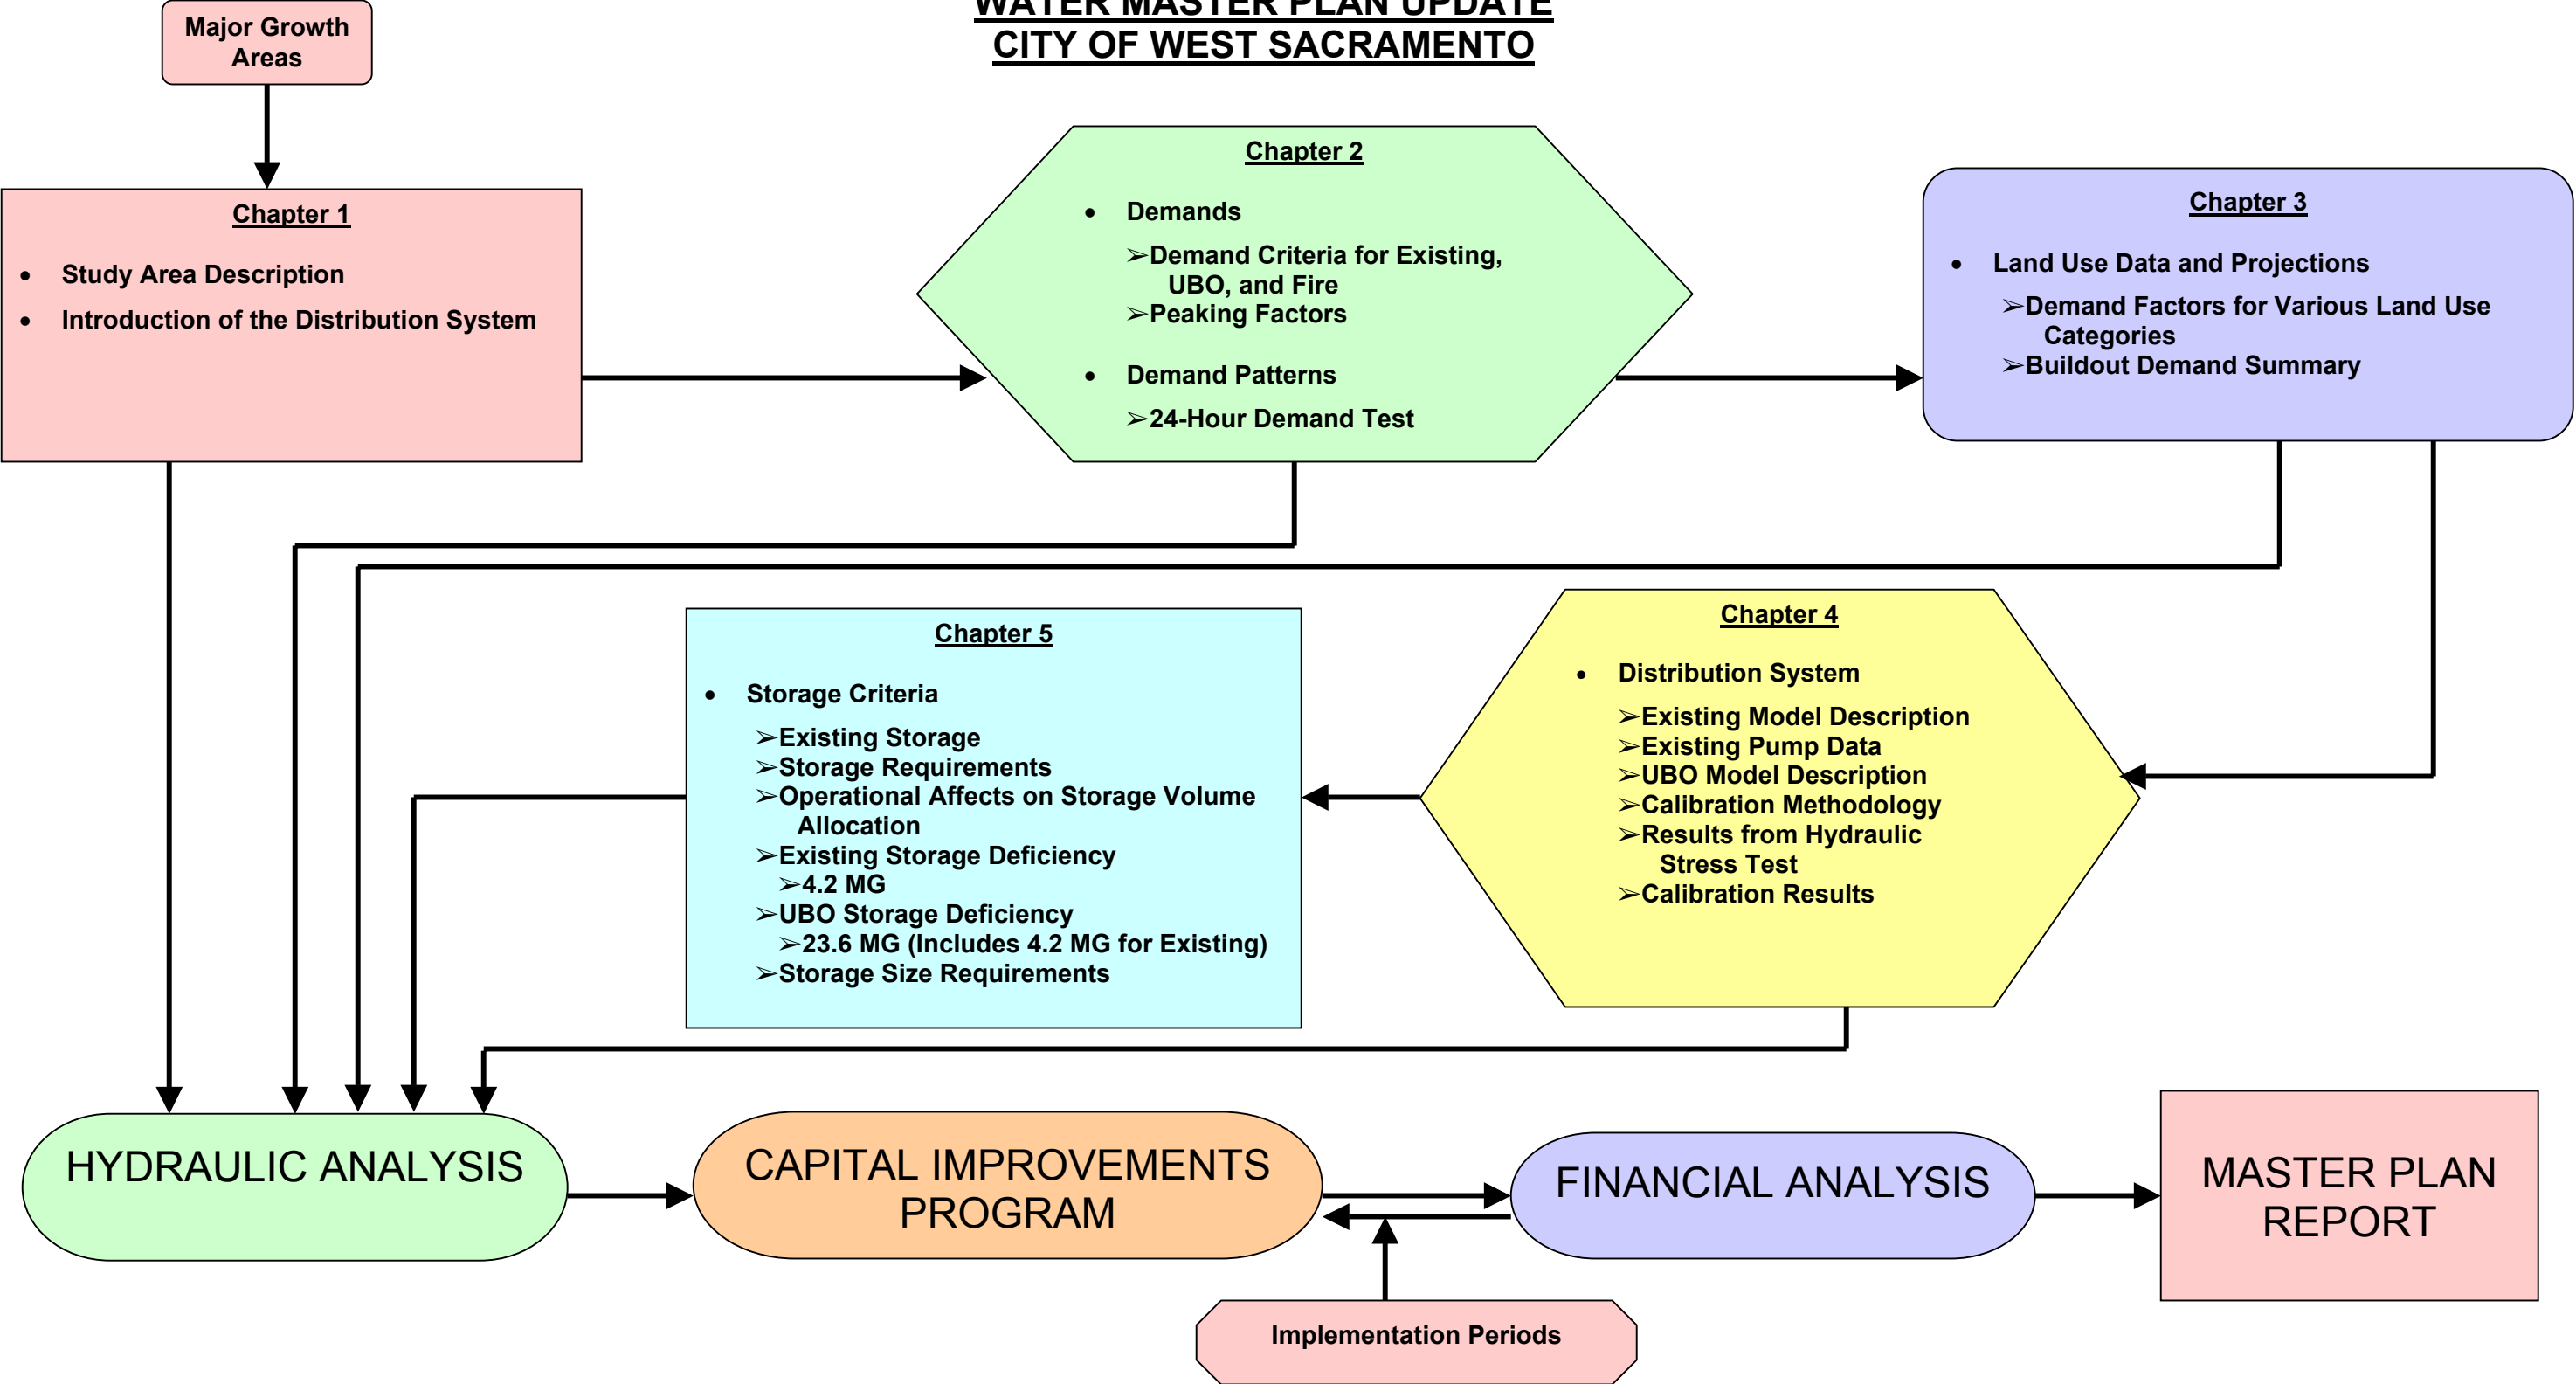 WATER MASTER PLAN UPDATE
CITY OF WEST SACRAMENTO
Major Growth
Areas
Chapter 1
• Study Area Description
• Introduction of the Distribution System
Chapter 2
• Demands
➢Demand Criteria for Existing,
UBO, and Fire
➢Peaking Factors
• Demand Patterns
➢24-Hour Demand Test
Chapter 3
• Land Use Data and Projections
➢Demand Factors for Various Land Use
Categories
➢Buildout Demand Summary
Chapter 4
• Distribution System
➢Existing Model Description
➢Existing Pump Data
➢UBO Model Description
➢Calibration Methodology
➢Results from Hydraulic
Stress Test
➢Calibration Results
Chapter 5
• Storage Criteria
➢Existing Storage
➢Storage Requirements
➢Operational Affects on Storage Volume
Allocation
➢Existing Storage Deficiency
➢4.2 MG
➢UBO Storage Deficiency
➢23.6 MG (Includes 4.2 MG for Existing)
➢Storage Size Requirements
HYDRAULIC ANALYSIS
CAPITAL IMPROVEMENTS
PROGRAM
FINANCIAL ANALYSIS
MASTER PLAN
REPORT
Implementation Periods